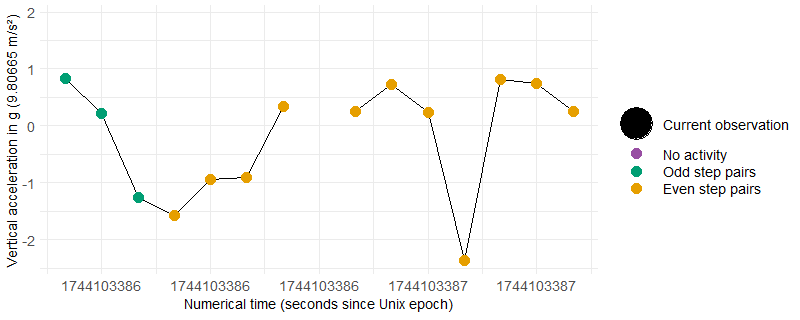 Vertical acceleration in g (9.80665 m/s²)
2
1
0
-1
-2
1744103386
1744103386
1744103386
1744103387
1744103387
Numerical time (seconds since Unix epoch)
Current observation
No activity
Odd step pairs
Even step pairs